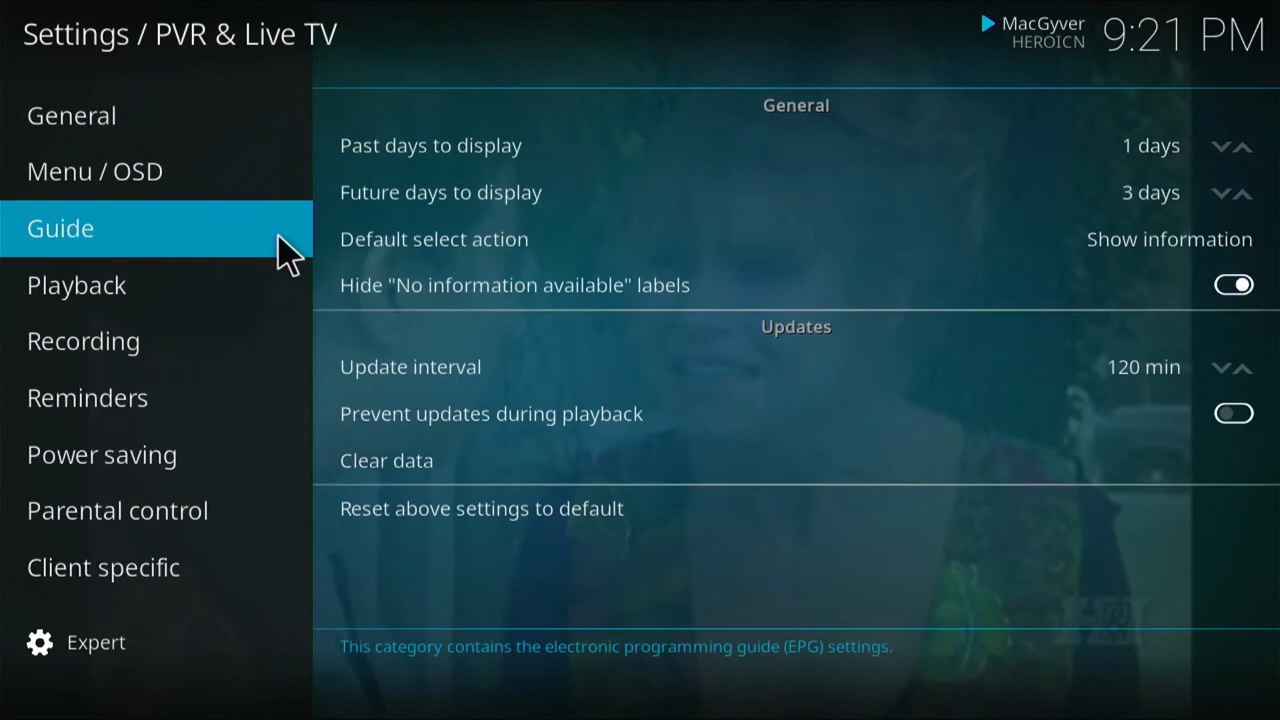 Settings / PVR & Live TV
MacGyver
HEROICN
9:21 PM
General
Menu / OSD
Guide
Playback
Recording
Reminders
Power saving
Parental control
Client specific
Expert
General
Past days to display 1 days
Future days to display 3 days
Default select action Show information
Hide "No information available" labels
Updates
Update interval 120 min
Prevent updates during playback
Clear data
Reset above settings to default
This category contains the electronic programming guide (EPG) settings.